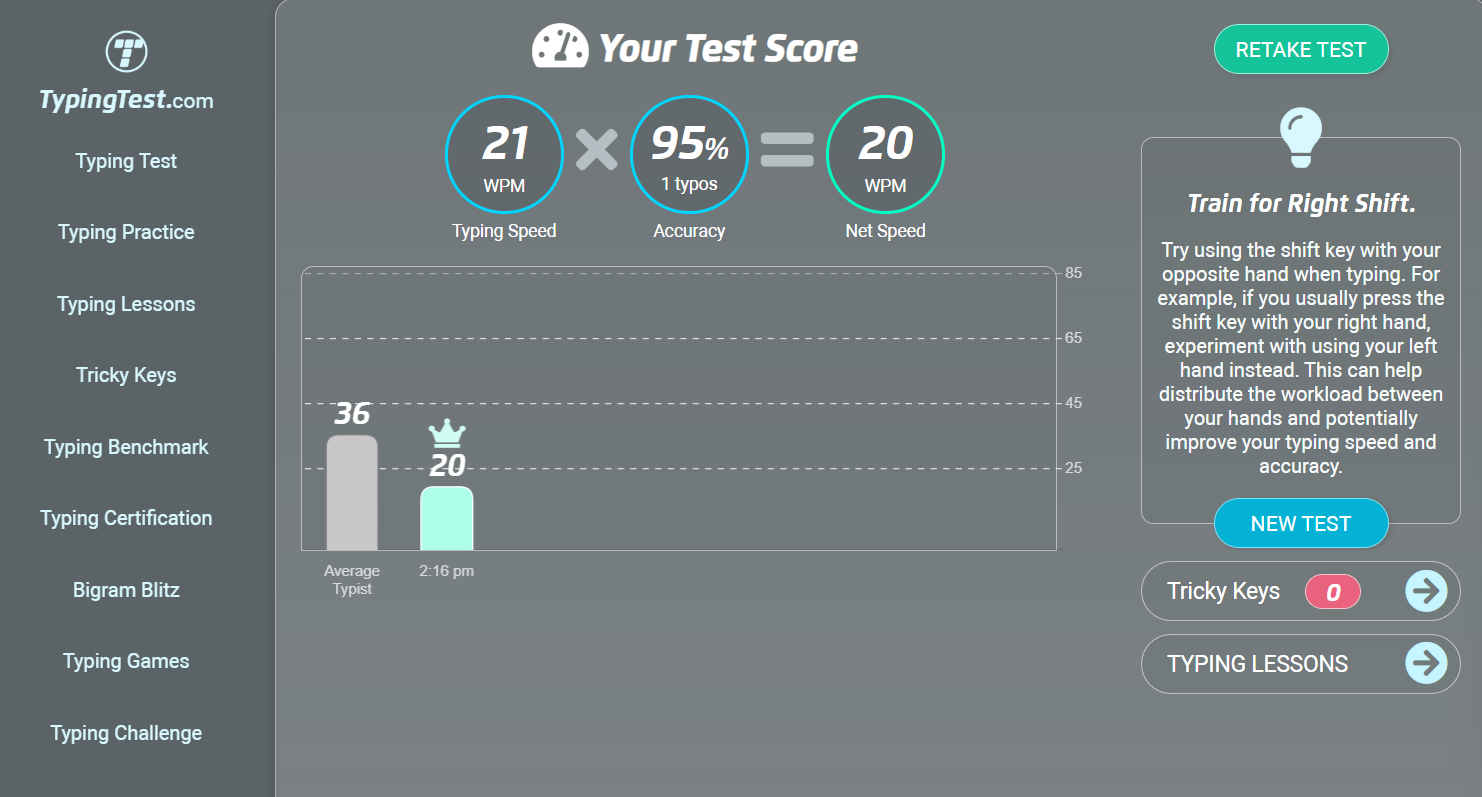 TypingTest.com
Typing Test
Typing Practice
Typing Lessons
Tricky Keys
Typing Benchmark
Typing Certification
Bigram Blitz
Typing Games
Typing Challenge
Your Test Score
21
WPM
Typing Speed
95%
1 typos
Accuracy
20
WPM
Net Speed
85
65
45
25
36
20
Average
Typist
2:16 pm
RETAKE TEST
Train for Right Shift.
Try using the shift key with your
opposite hand when typing. For
example, if you usually press the
shift key with your right hand,
experiment with using your left
hand instead. This can help
distribute the workload between
your hands and potentially
improve your typing speed and
accuracy.
NEW TEST
Tricky Keys 0
TYPING LESSONS